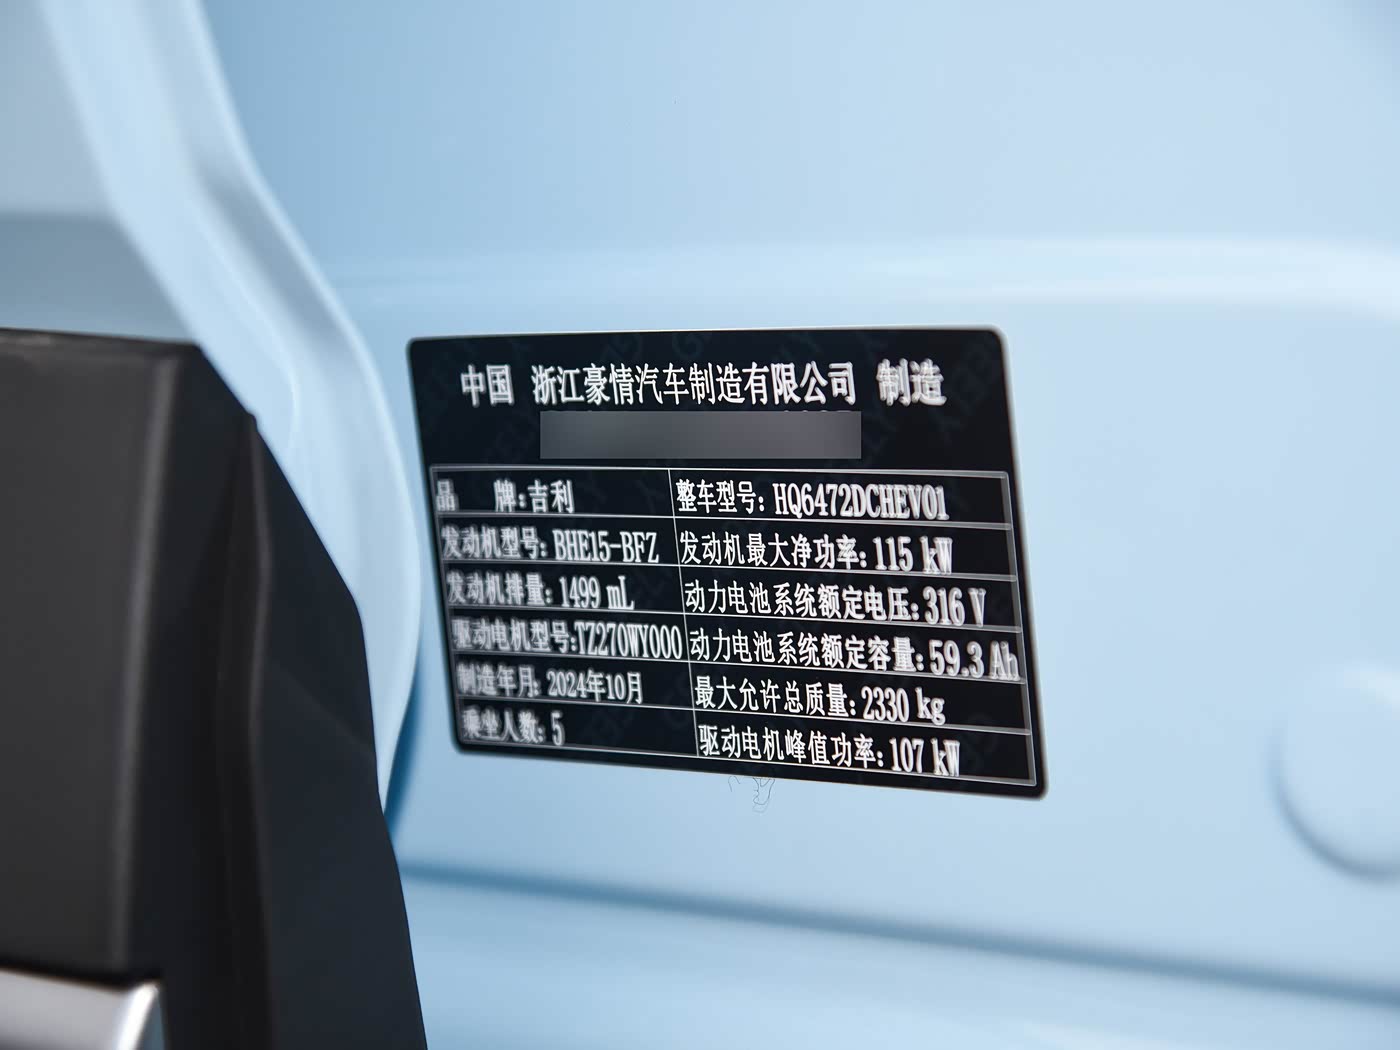 中国 浙江豪情汽车制造有限公司 制造
品 牌:吉利 整车型号: HQ6472DCHEV01
发动机型号: BHE15-BFZ 发动机最大净功率: 115 kW
发动机排量: 1499 mL 动力电池系统额定电压: 316 V
驱动电机型号:TZ270WY000 动力电池系统额定容量: 59.3 Ah
制造年月: 2024年10月 最大允许总质量: 2330 kg
乘坐人数: 5 驱动电机峰值功率: 107 kW